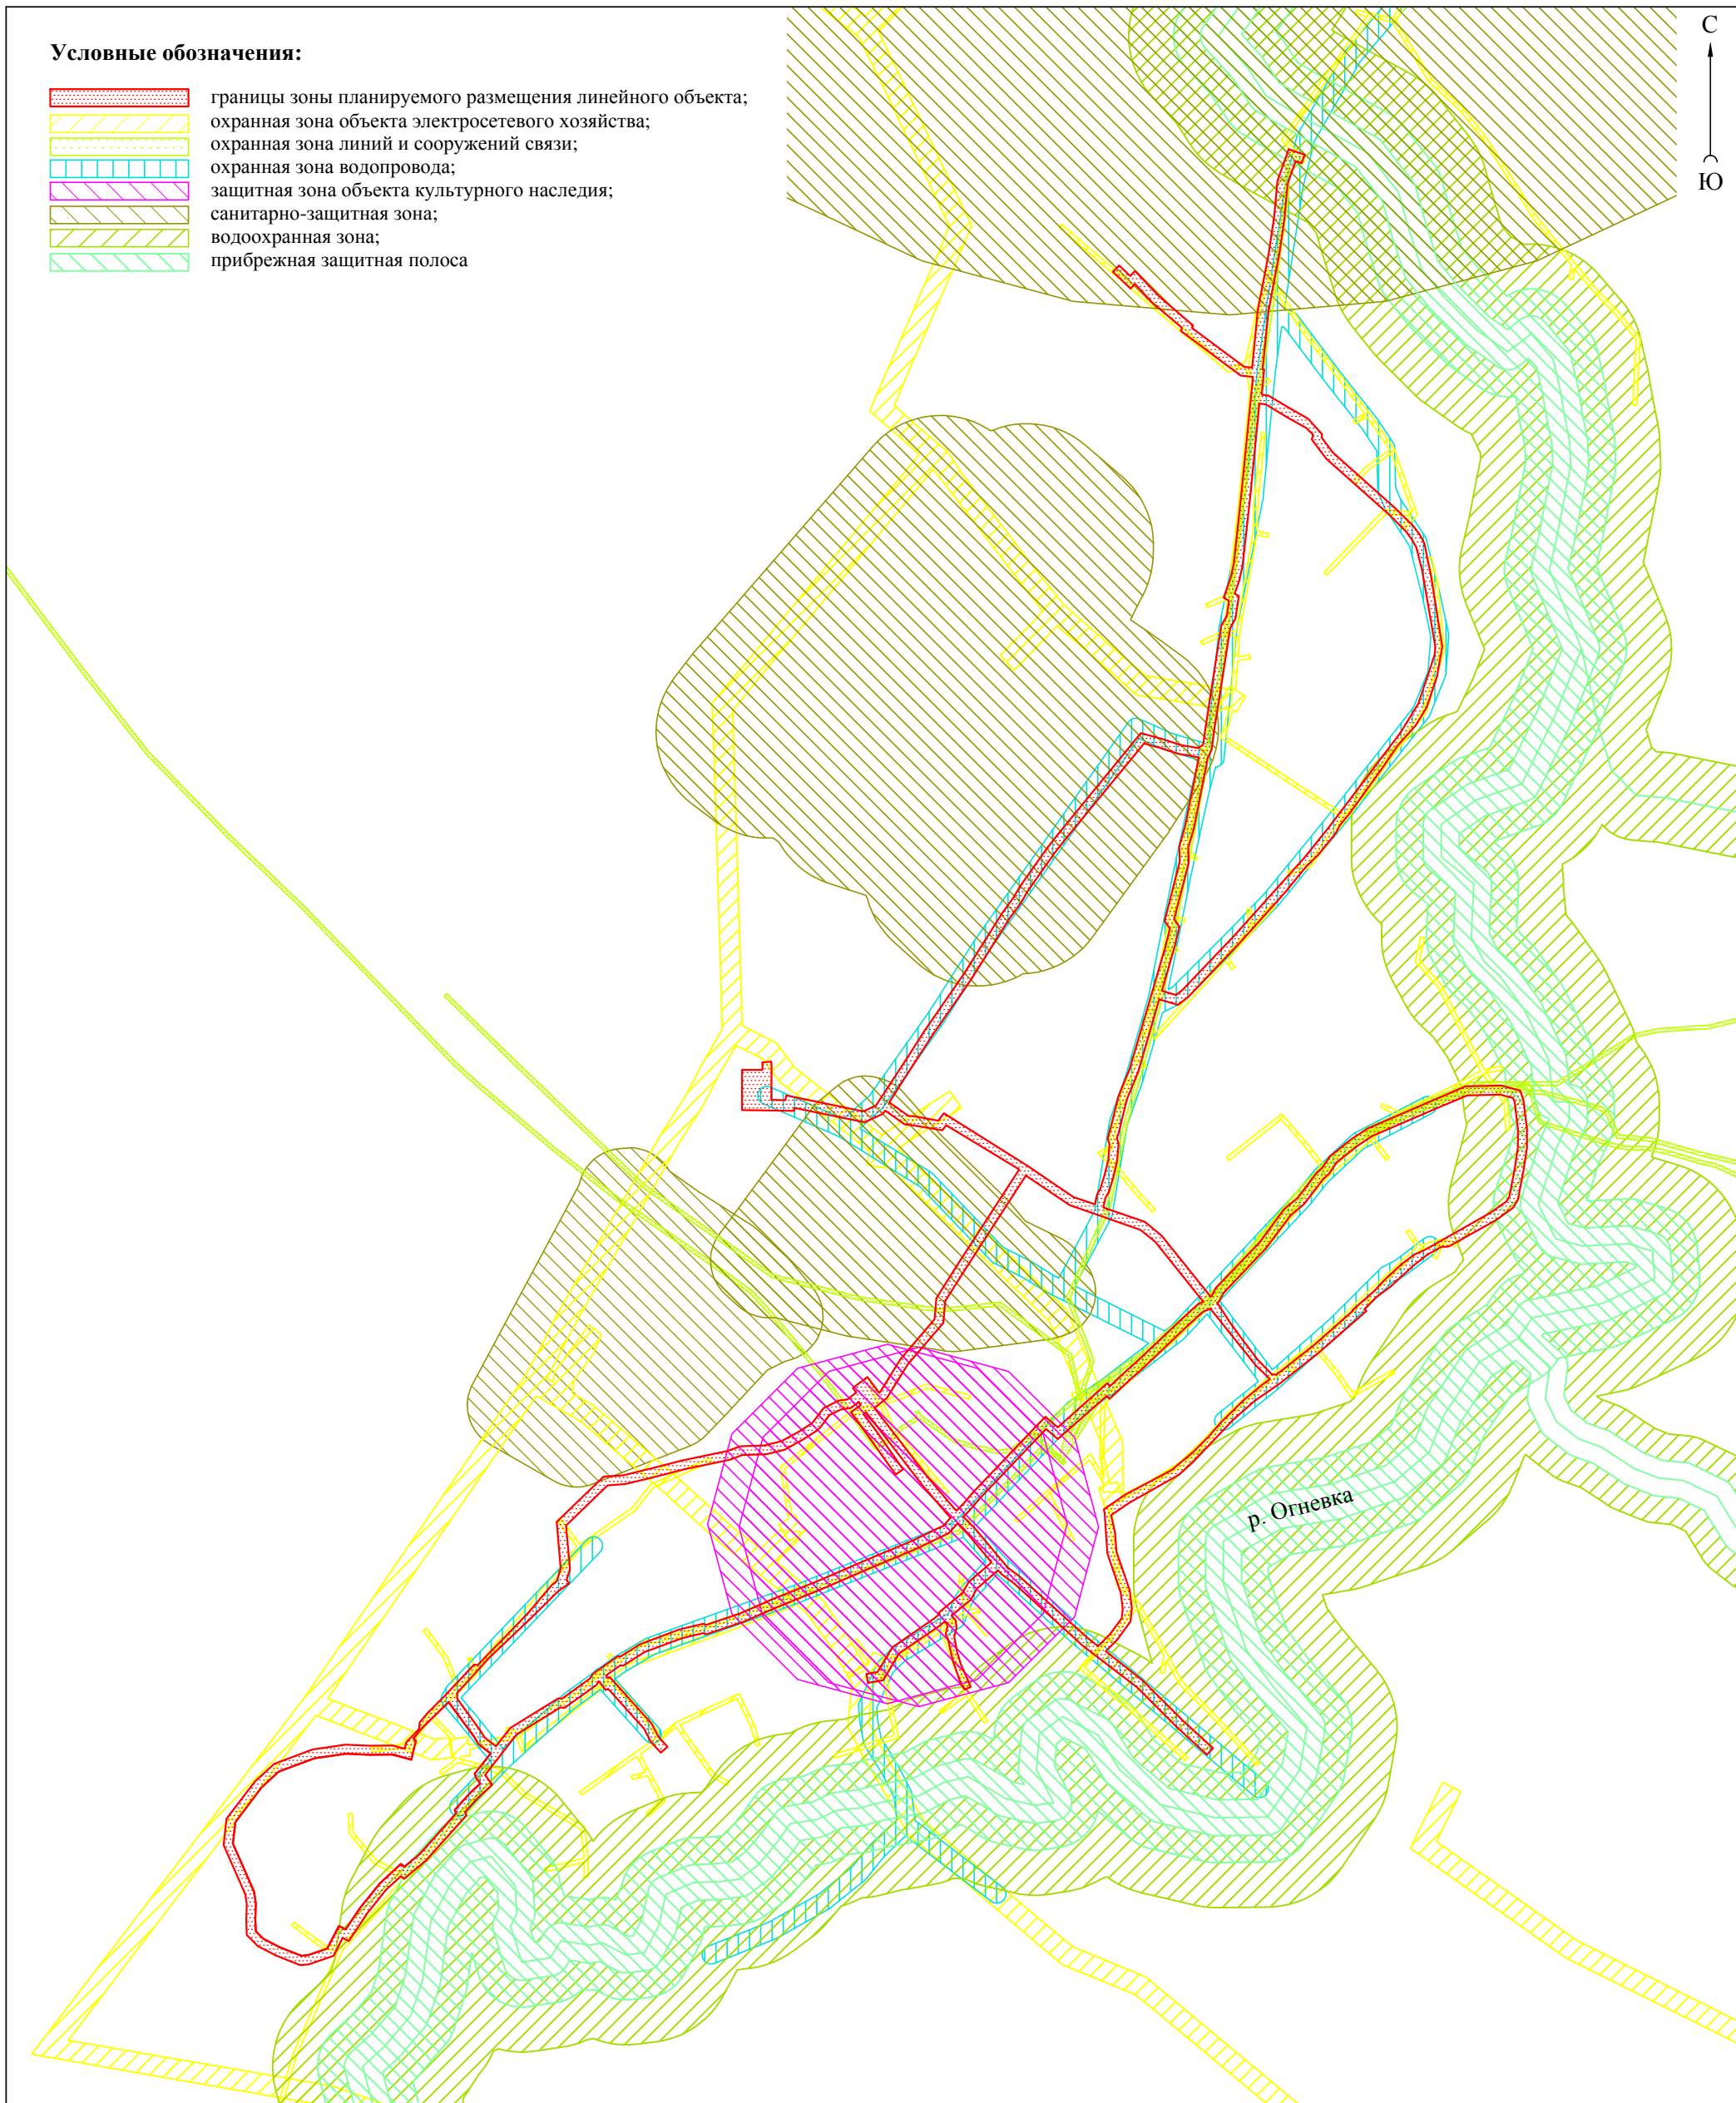 Условные обозначения:
границы зоны планируемого размещения линейного объекта;
охранная зона объекта электросетевого хозяйства;
охранная зона линий и сооружений связи;
охранная зона водопровода;
защитная зона объекта культурного наследия;
санитарно-защитная зона;
водоохранная зона;
прибрежная защитная полоса
С
Ю
р. Огневка